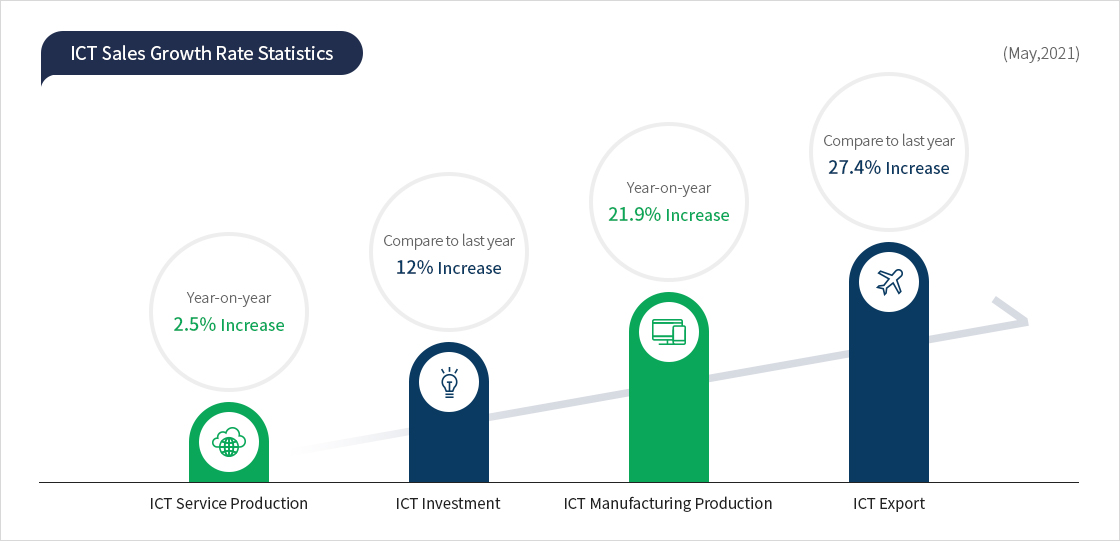 ICT Sales Growth Rate Statistics
(May,2021)
Year-on-year
2.5% Increase
Compare to last year
12% Increase
Year-on-year
21.9% Increase
Compare to last year
27.4% Increase
ICT Service Production
ICT Investment
ICT Manufacturing Production
ICT Export